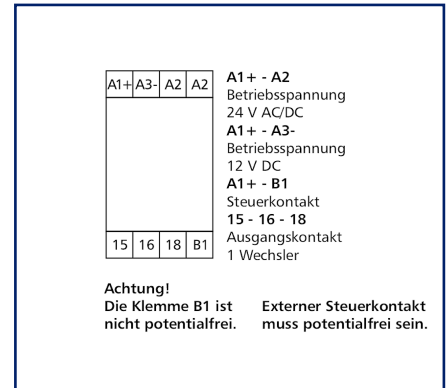 A1+ A3- A2 A2
A1+ - A2
Betriebsspannung
24 V AC/DC
A1+ - A3-
Betriebsspannung
12 V DC
A1+ - B1
Steuerkontakt
15 - 16 - 18
Ausgangskontakt
1 Wechsler
15 16 18 B1
Achtung!
Die Klemme B1 ist
nicht potentialfrei.
Externer Steuerkontakt
muss potentialfrei sein.